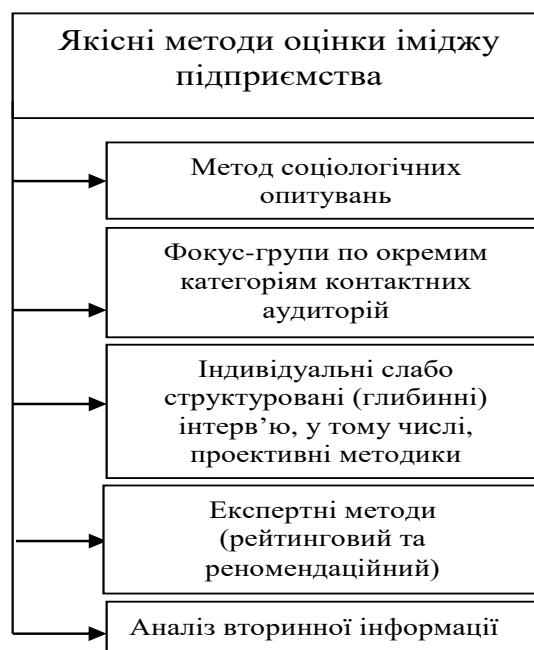 Якісні методи оцінки іміджу
підприємства
Метод соціологічних
опитувань
Фокус-групи по окремим
категоріям контактних
аудиторій
Індивідуальні слабо
структуровані (глибинні)
інтерв’ю, у тому числі,
проективні методики
Експертні методи
(рейтинговий та
реномендаційний)
Аналіз вторинної інформації